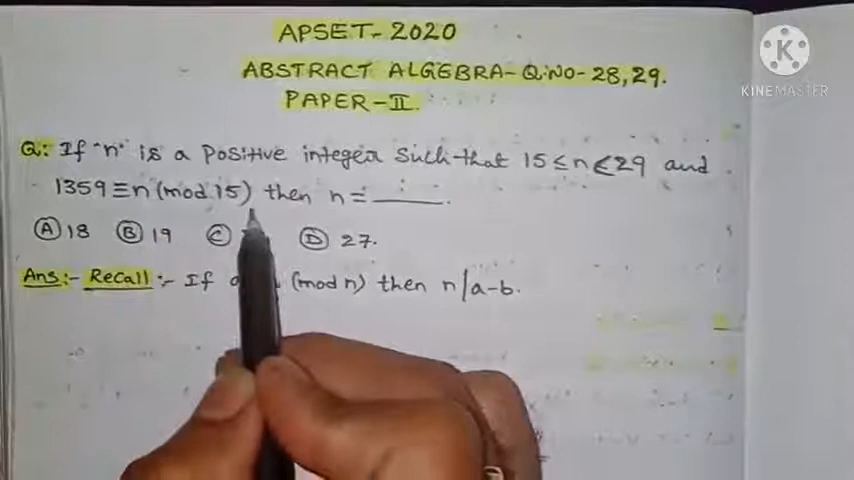 APSET-2020
ABSTRACT ALGEBRA-Q.NO-28,29.
PAPER-II.
K
KINEMASTER
Q: If "n" is a positive integer such that 15≤n≤29 and
1359≡n(mod 15) then n=______.
Ⓐ 18 Ⓑ 19 Ⓒ Ⓓ 27.
Ans:- Recall:- If (mod n) then n/a-b.